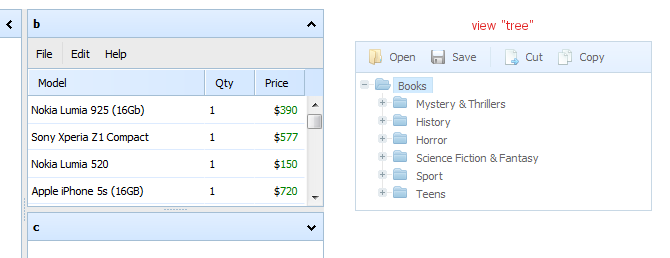 b
File Edit Help
Model Qty Price
Nokia Lumia 925 (16Gb) 1 $390
Sony Xperia Z1 Compact 1 $577
Nokia Lumia 520 1 $150
Apple iPhone 5s (16GB) 1 $720
c
view "tree"
Open Save Cut Copy
Books
Mystery & Thrillers
History
Horror
Science Fiction & Fantasy
Sport
Teens